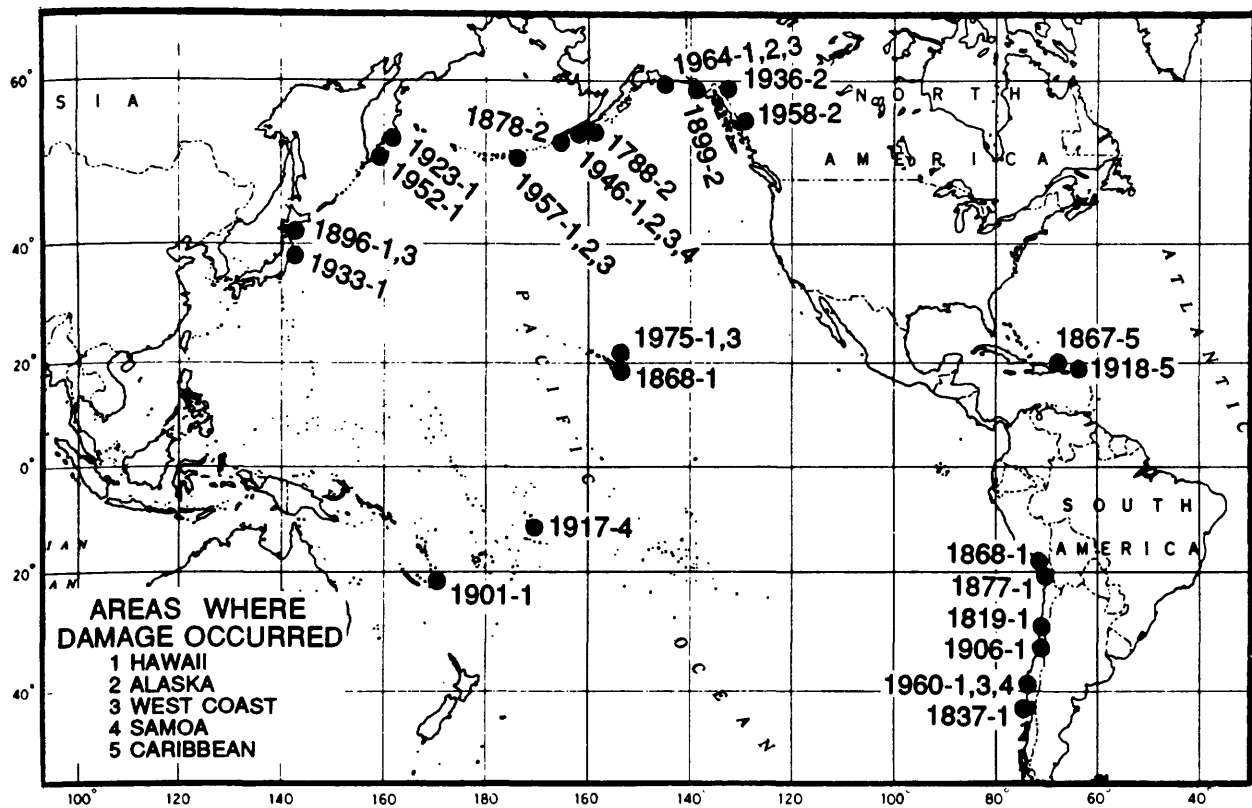 60°
S I A
N O R T H
A M E R I C A
1964-1,2,3
1936-2
1958-2
1899-2
1878-2
1788-2
1946-1,2,3,4
1957-1,2,3
1923-1
1952-1
1896-1,3
1933-1
40°
A T L A N T I C
P A C I F I C
1975-1,3
1868-1
1867-5
1918-5
20°
0°
S O U T H
A M E R I C A
1917-4
1901-1
I A N
A N
20°
1868-1
1877-1
1819-1
1906-1
1960-1,3,4
1837-1
O C E A N
AREAS WHERE
DAMAGE OCCURRED
1 HAWAII
2 ALASKA
3 WEST COAST
4 SAMOA
5 CARIBBEAN
40°
100° 120 140 160 180 160 140 120 100° 80° 60° 40°